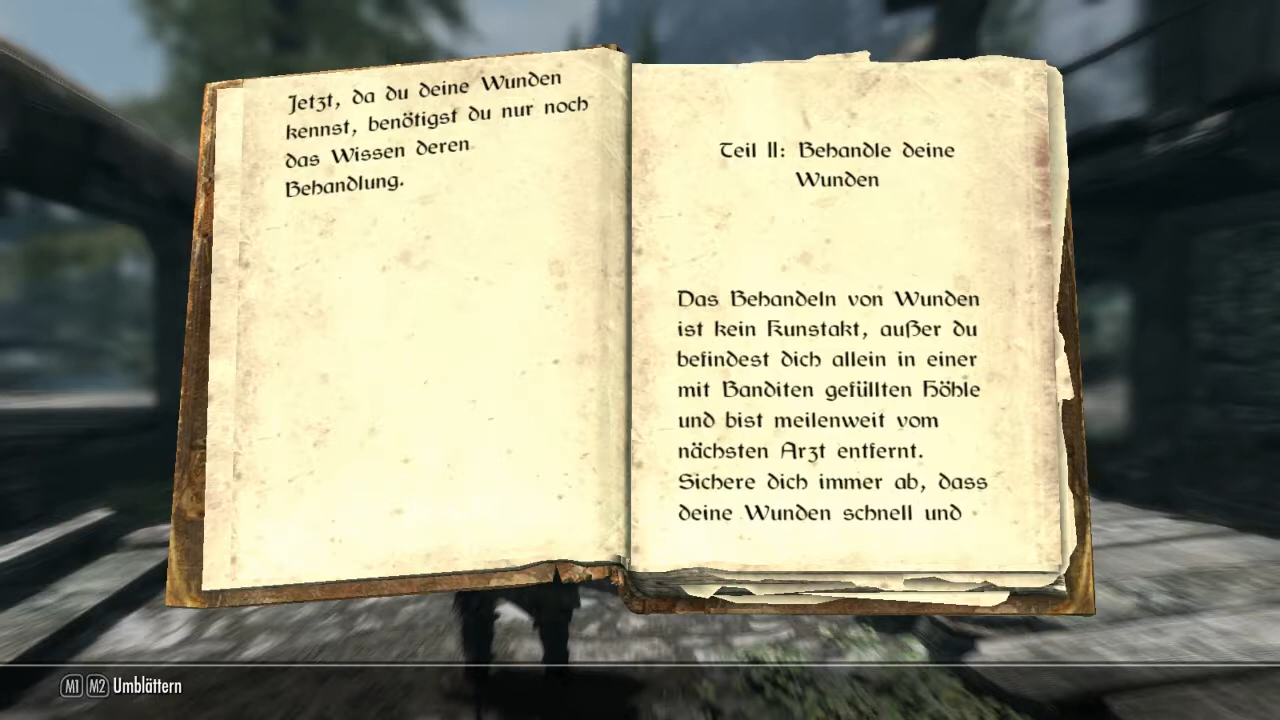 Jetzt, da du deine Wunden
kennst, benötigst du nur noch
das Wissen deren
Behandlung.
Teil II: Behandle deine
Wunden
Das Behandeln von Wunden
ist kein Kunstakt, außer du
befindest dich allein in einer
mit Banditen gefüllten Höhle
und bist meilenweit vom
nächsten Arzt entfernt.
Sichere dich immer ab, dass
deine Wunden schnell und
M1 M2 Umblättern